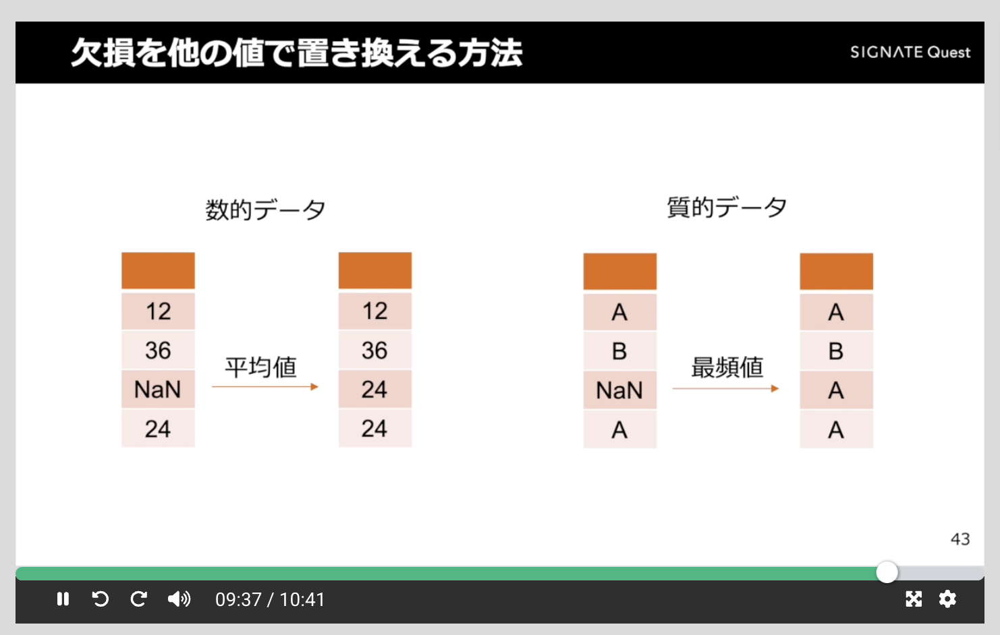 欠損を他の値で置き換える方法
SIGNATE Quest
数的データ
質的データ
12
36
NaN
24
平均値
12
36
24
24
A
B
NaN
A
最頻値
A
B
A
A
43
09:37 / 10:41